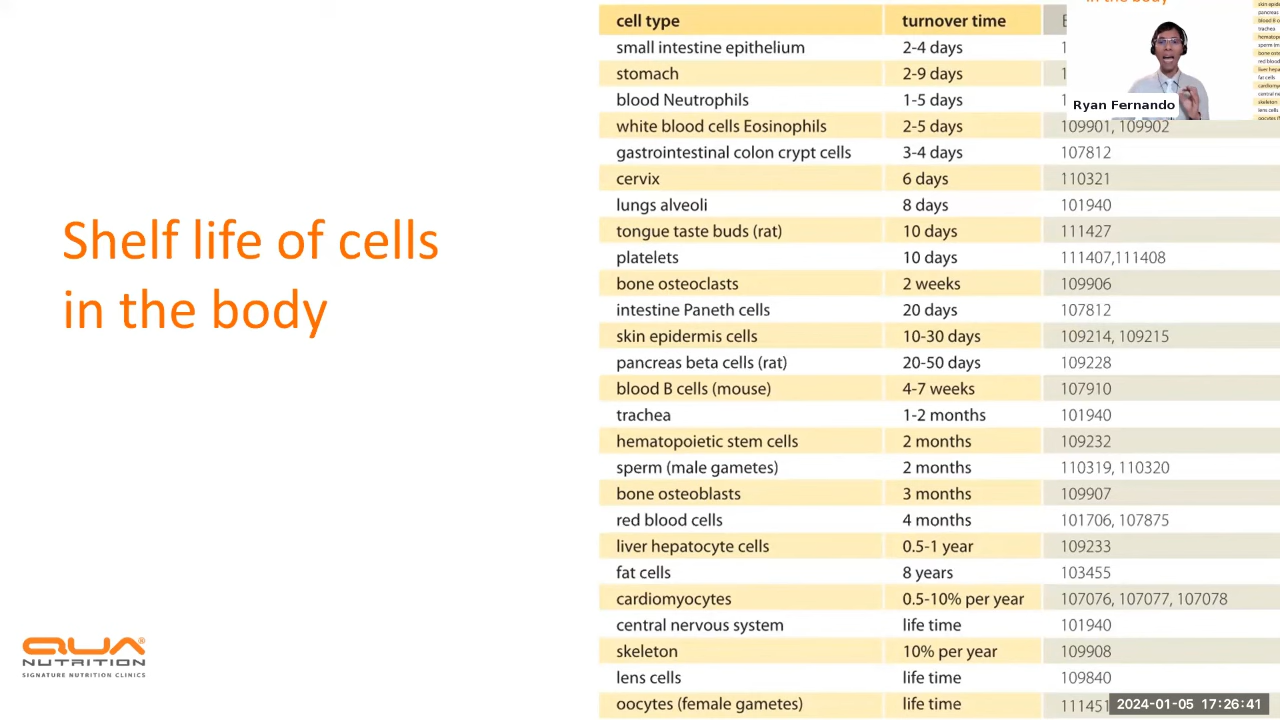 Shelf life of cells
in the body
QUA®
NUTRITION
SIGNATURE NUTRITION CLINICS
cell type turnover time
small intestine epithelium 2-4 days
stomach 2-9 days
blood Neutrophils 1-5 days
white blood cells Eosinophils 2-5 days 109901, 109902
gastrointestinal colon crypt cells 3-4 days 107812
cervix 6 days 110321
lungs alveoli 8 days 101940
tongue taste buds (rat) 10 days 111427
platelets 10 days 111407,111408
bone osteoclasts 2 weeks 109906
intestine Paneth cells 20 days 107812
skin epidermis cells 10-30 days 109214, 109215
pancreas beta cells (rat) 20-50 days 109228
blood B cells (mouse) 4-7 weeks 107910
trachea 1-2 months 101940
hematopoietic stem cells 2 months 109232
sperm (male gametes) 2 months 110319, 110320
bone osteoblasts 3 months 109907
red blood cells 4 months 101706, 107875
liver hepatocyte cells 0.5-1 year 109233
fat cells 8 years 103455
cardiomyocytes 0.5-10% per year 107076, 107077, 107078
central nervous system life time 101940
skeleton 10% per year 109908
lens cells life time 109840
oocytes (female gametes) life time 111451
in the body
Ryan Fernando
2024-01-05 17:26:41